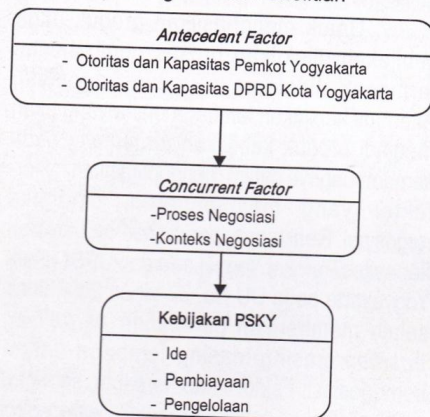 Antecedent Factor
- Otoritas dan Kapasitas Pemkot Yogyakarta
- Otoritas dan Kapasitas DPRD Kota Yogyakarta
Concurrent Factor
-Proses Negosiasi
-Konteks Negosiasi
Kebijakan PSKY
- Ide
- Pembiayaan
- Pengelolaan